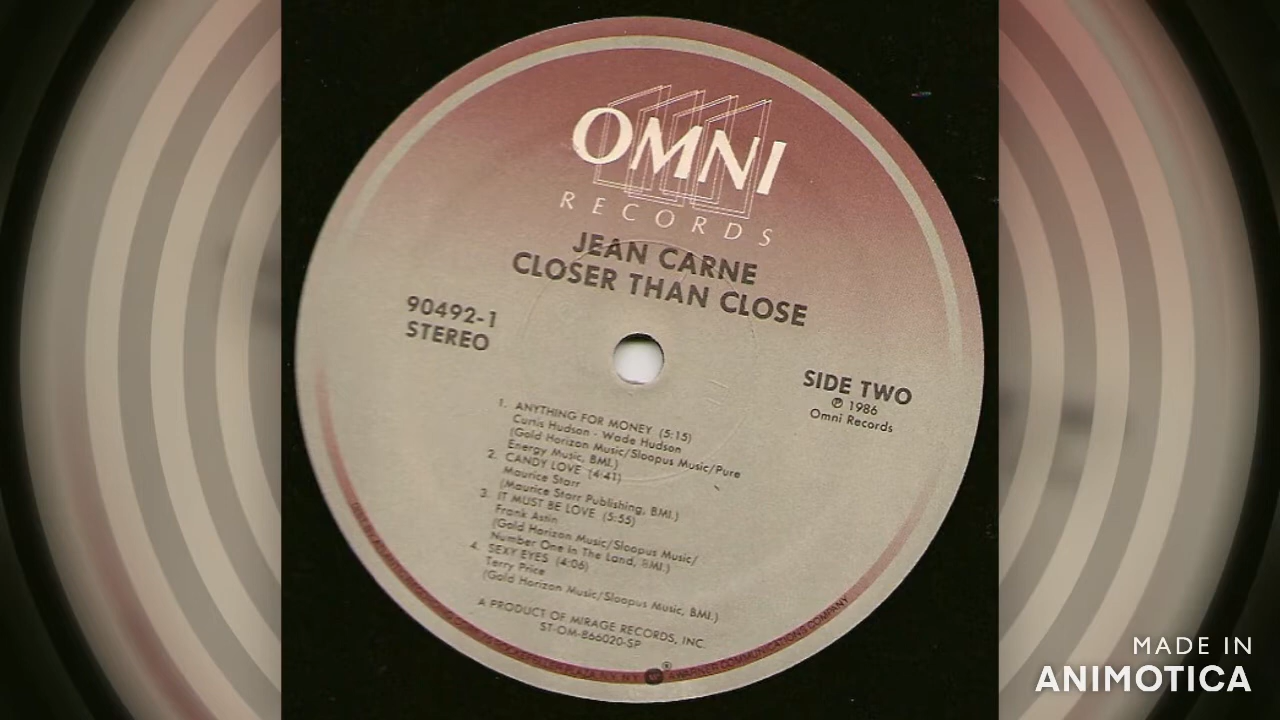 OMNI
RECORDS
JEAN CARNE
CLOSER THAN CLOSE
90492-1
STEREO
SIDE TWO
℗ 1986
Omni Records
1. ANYTHING FOR MONEY (5:15)
Curtis Hudson - Wade Hudson
(Gold Horizon Music/Sloopus Music/Pure
Energy Music, BMI.)
2. CANDY LOVE (4:41)
Maurice Starr
(Maurice Starr Publishing, BMI.)
3. IT MUST BE LOVE (5:55)
Frank Astin
(Gold Horizon Music/Sloopus Music/
Number One In The Land, BMI.)
4. SEXY EYES (4:06)
Terry Price
(Gold Horizon Music/Sloopus Music, BMI.)
A PRODUCT OF MIRAGE RECORDS, INC.
ST-OM-866020-SP
N.Y. N.Y. ® A WARNER COMMUNICATIONS COMPANY
MADE IN
ANIMOTICA